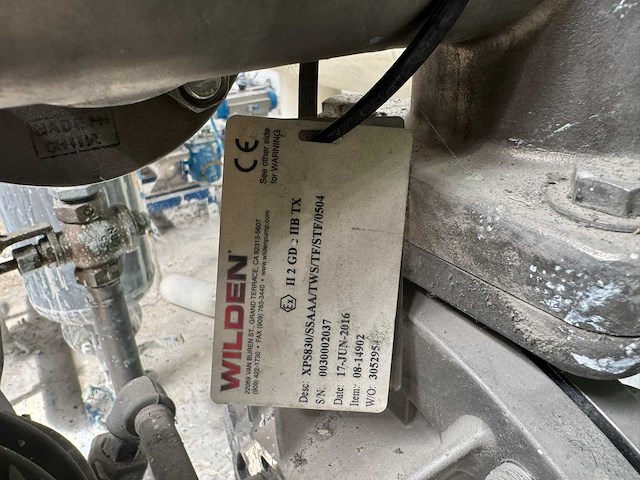 MADE
CHINA
CE
See other side
for WARNING
WILDEN
22069 VAN BUREN ST., GRAND TERRACE, CA 92313-5607
(909) 422-1730 • FAX (909) 783-3440 • www.wildenpump.com
Ex II 2 GD c IIB TX
Desc: XPS830/SSAAA/TWS/TF/STF/0504
S/N: 0030002037
Date: 17-JUN-2016
Item: 08-14902
W/O: